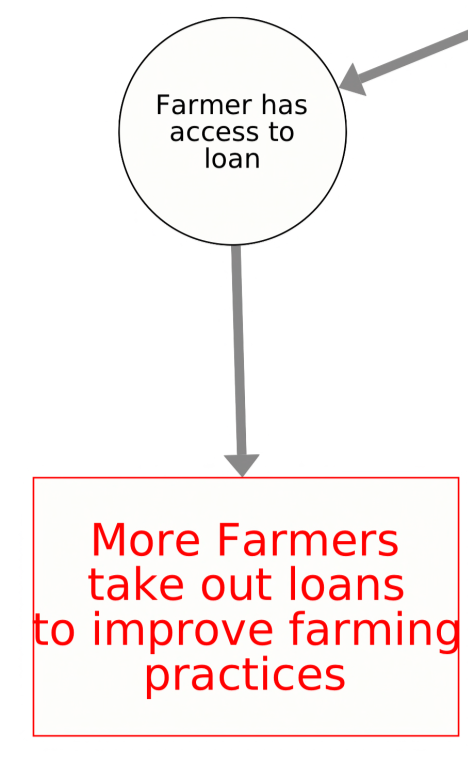 Farmer has
access to
loan
More Farmers
take out loans
to improve farming
practices